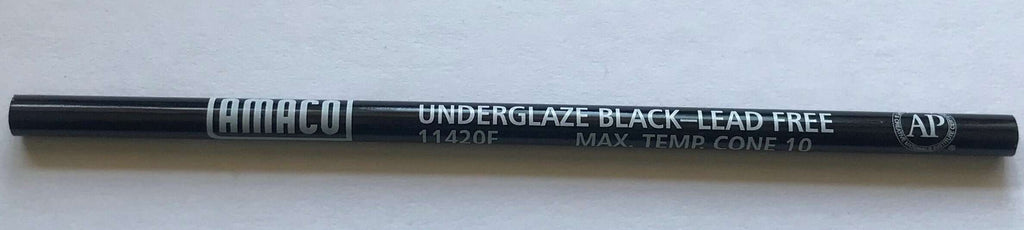 AMACO
UNDERGLAZE BLACK–LEAD FREE
11420F MAX. TEMP. CONE 10
AP